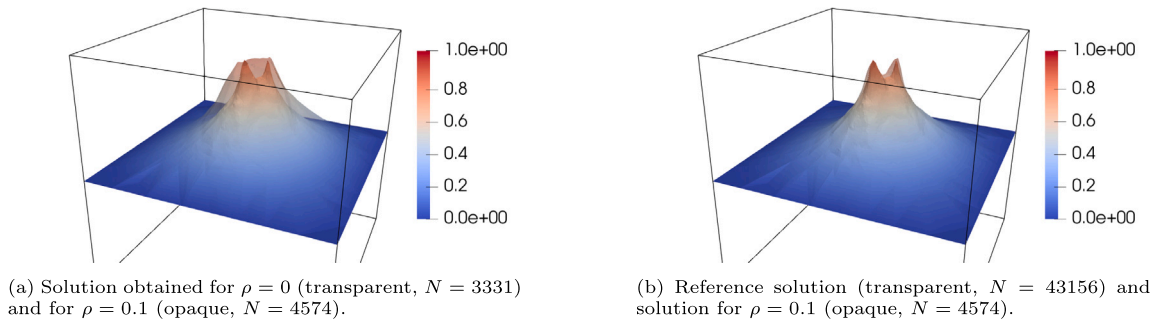 1.0e+00
0.8
0.6
0.4
0.2
0.0e+00
(a) Solution obtained for ρ = 0 (transparent, N = 3331)
and for ρ = 0.1 (opaque, N = 4574).
1.0e+00
0.8
0.6
0.4
0.2
0.0e+00
(b) Reference solution (transparent, N = 43156) and
solution for ρ = 0.1 (opaque, N = 4574).